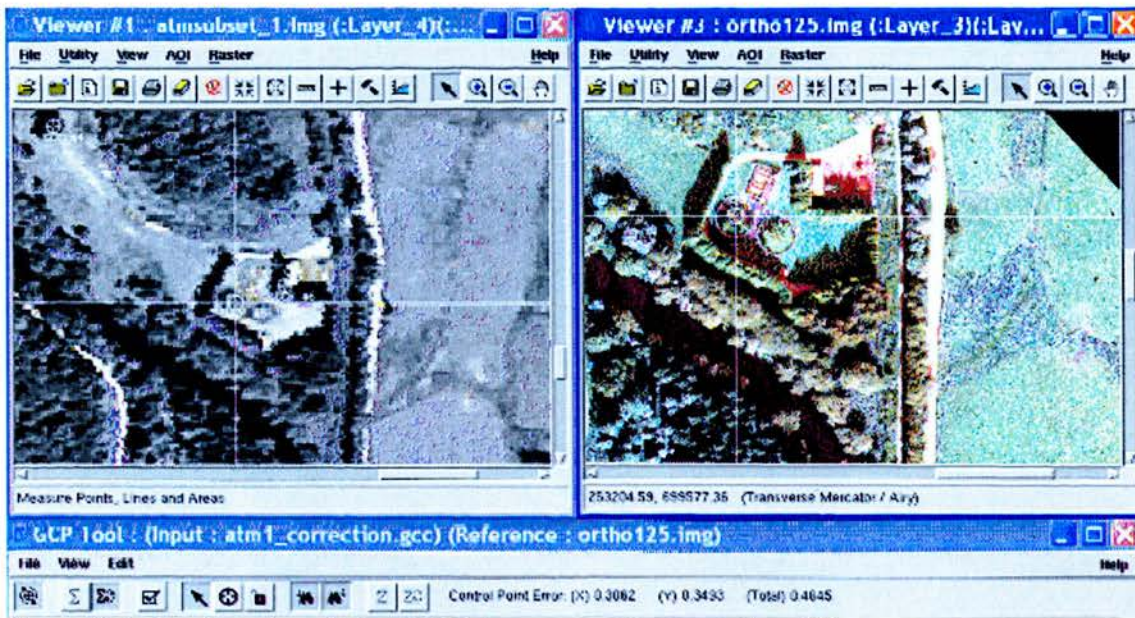 Viewer #1 : atmsubset_1.img (:Layer_4)(:....
File Utility View AOI Raster Help
Measure Points, Lines and Areas
Viewer #3 : ortho125.img (:Layer_3)(:Lav...
File Utility View AOI Raster Help
253204.59, 699577.36 (Transverse Mercator / Airy)
GCP Tool : (Input : atm1_correction.gcc) (Reference : ortho125.img)
File View Edit Help
Σ Z Control Point Error: (X) 0.3062 (Y) 0.3493 (Total) 0.4645